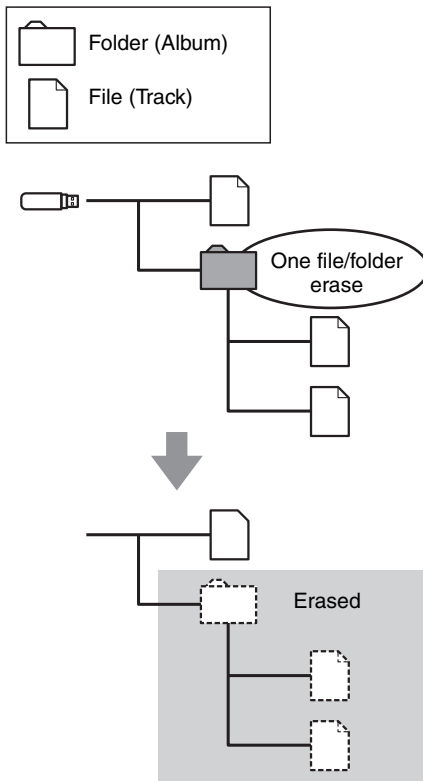 Folder (Album)
File (Track)
One file/folder
erase
Erased